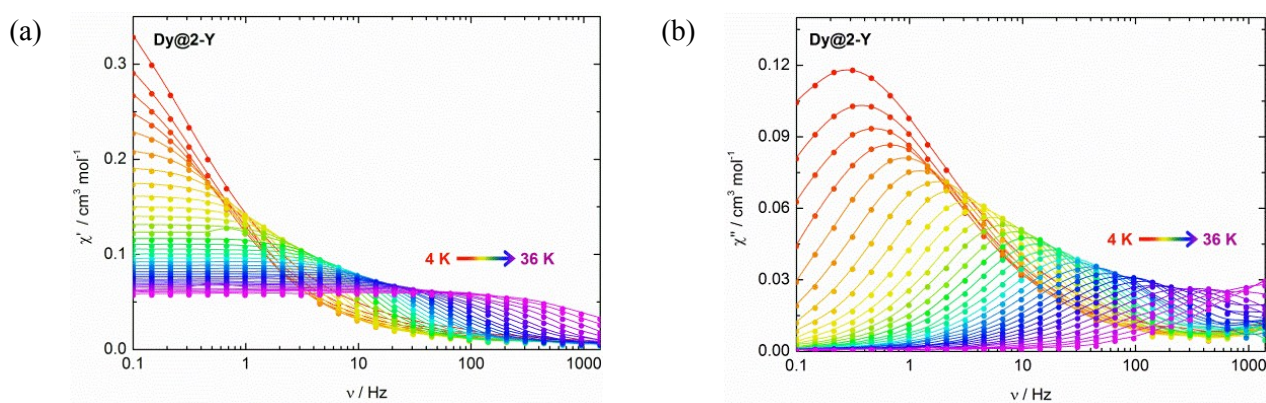 (a)
Dy@2-Y
0.3
0.2
0.1
0.0
χ' / cm³ mol⁻¹
4 K → 36 K
0.1 1 10 100 1000
ν / Hz
(b)
Dy@2-Y
0.12
0.09
0.06
0.03
0.00
χ'' / cm³ mol⁻¹
4 K → 36 K
0.1 1 10 100 1000
ν / Hz